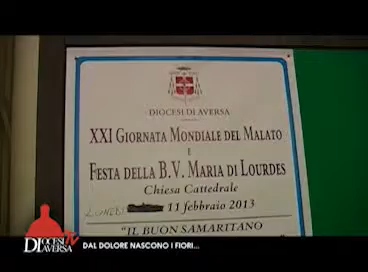 DIOCESI DI AVERSA
XXI GIORNATA MONDIALE DEL MALATO
E
FESTA DELLA B.V. MARIA DI LOURDES
Chiesa Cattedrale
11 febbraio 2013
"IL BUON SAMARITANO
DIOCESI TV
DI AVERSA
DAL DOLORE NASCONO I FIORI...